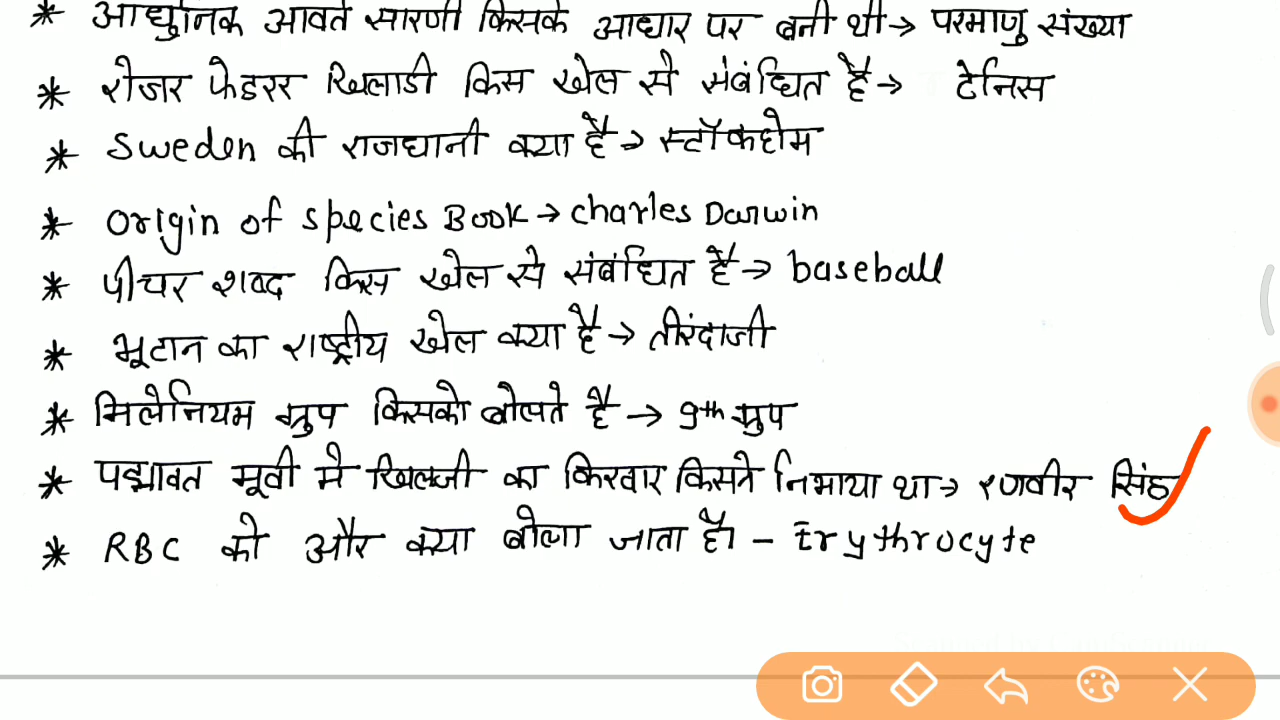 * आधुनिक आवर्त सारणी किसके आधार पर बनी थी→ परमाणु संख्या
* रोजर फेडरर खिलाडी किस खेल से संबंधित है→ टेनिस
* Sweden की राजधानी क्या है→ स्टॉकहोम
* Origin of Species Book→ Charles Darwin
* पीचर शब्द किस खेल से संबंधित है→ baseball
* भूटान का राष्ट्रीय खेल क्या है→ तीरंदाजी
* मिलेनियम ग्रुप किसको बोलते है→ 9th ग्रुप
* पद्मावत मूवी मे खिलजी का किरदार किसने निभाया था→ रणवीर सिंह
* RBC को और क्या बोला जाता है। - Erythrocyte